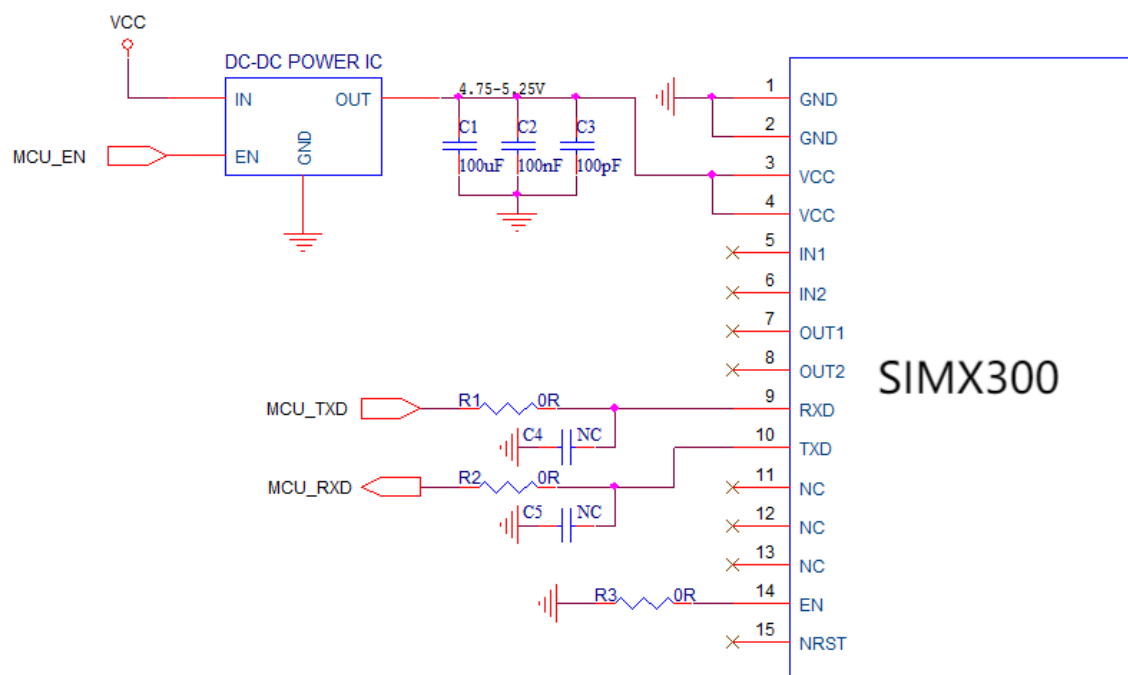 VCC
DC-DC POWER IC
IN
OUT
EN
GND
MCU_EN
4.75-5.25V
C1
100uF
C2
100nF
C3
100pF
1
GND
2
GND
3
VCC
4
VCC
5
IN1
6
IN2
7
OUT1
8
OUT2
SIMX300
MCU_TXD
R1
0R
9
RXD
C4
NC
10
TXD
MCU_RXD
R2
0R
11
NC
C5
NC
12
NC
13
NC
R3
0R
14
EN
15
NRST